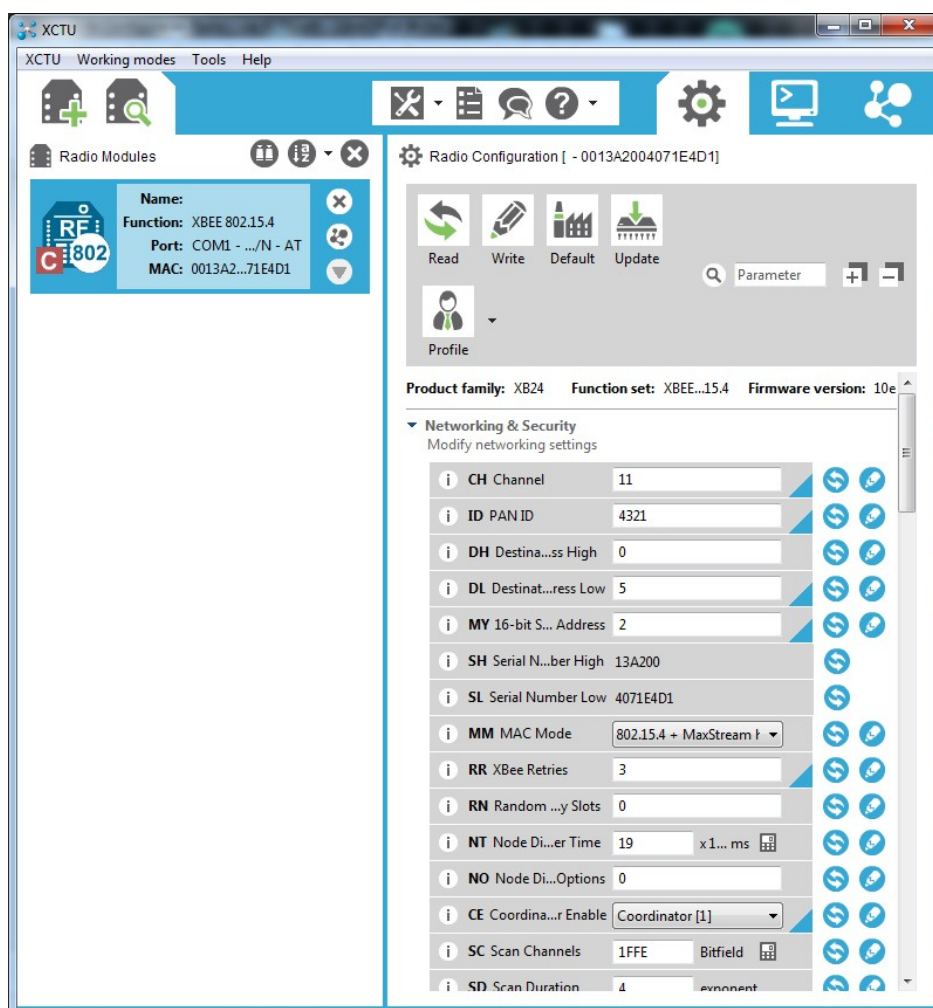 XCTU
XCTU Working modes Tools Help
Radio Modules
Name:
Function: XBEE 802.15.4
Port: COM1 - .../N - AT
MAC: 0013A2...71E4D1
RF
C 802
Radio Configuration [ - 0013A2004071E4D1]
Read Write Default Update
Parameter
Profile
Product family: XB24 Function set: XBEE...15.4 Firmware version: 10e
Networking & Security
Modify networking settings
i CH Channel 11
i ID PAN ID 4321
i DH Destina...ss High 0
i DL Destinat...ress Low 5
i MY 16-bit S... Address 2
i SH Serial N...ber High 13A200
i SL Serial Number Low 4071E4D1
i MM MAC Mode 802.15.4 + MaxStream
i RR XBee Retries 3
i RN Random ...y Slots 0
i NT Node Di...er Time 19 x 1... ms
i NO Node Di...Options 0
i CE Coordina...r Enable Coordinator [1]
i SC Scan Channels 1FFE Bitfield
i SD Scan Duration 4 exponent